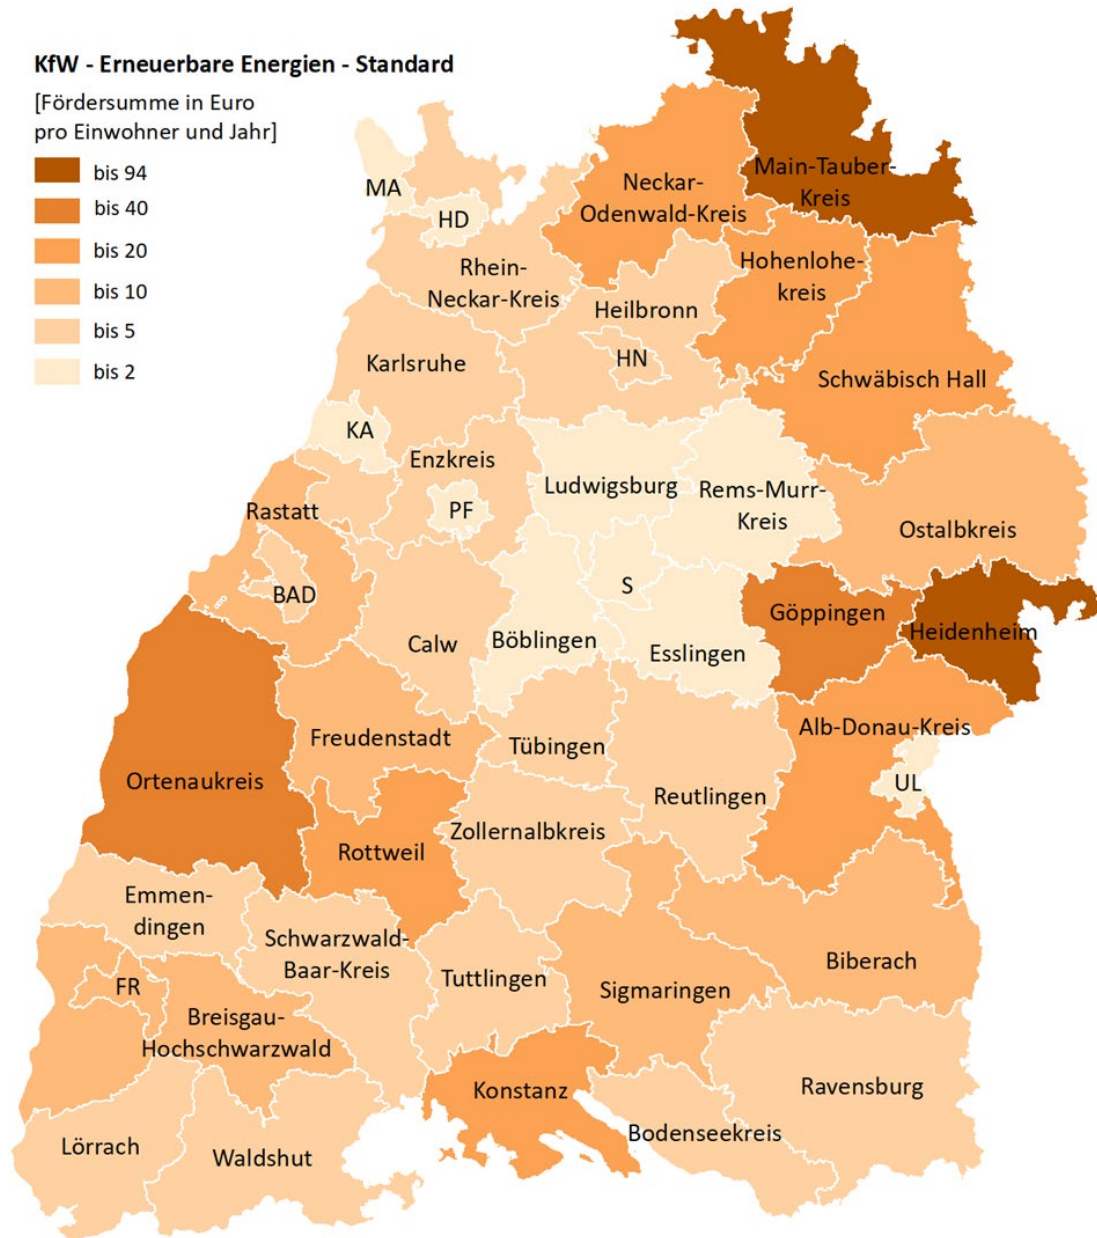 KfW - Erneuerbare Energien - Standard
[Fördersumme in Euro
pro Einwohner und Jahr]
bis 94
bis 40
bis 20
bis 10
bis 5
bis 2
Main-Tauber-
Kreis
Neckar-
Odenwald-Kreis
MA
HD
Hohenlohe-
kreis
Rhein-
Neckar-Kreis
Heilbronn
HN
Karlsruhe
Schwäbisch Hall
KA
Enzkreis
Ludwigsburg
Rems-Murr-
Kreis
PF
Rastatt
Ostalbkreis
BAD
S
Göppingen
Heidenheim
Calw
Böblingen
Esslingen
Freudenstadt
Tübingen
Alb-Donau-Kreis
Ortenaukreis
UL
Reutlingen
Zollernalbkreis
Rottweil
Emmen-
dingen
Schwarzwald-
Baar-Kreis
Biberach
Tuttlingen
Sigmaringen
FR
Breisgau-
Hochschwarzwald
Konstanz
Ravensburg
Bodenseekreis
Lörrach
Waldshut